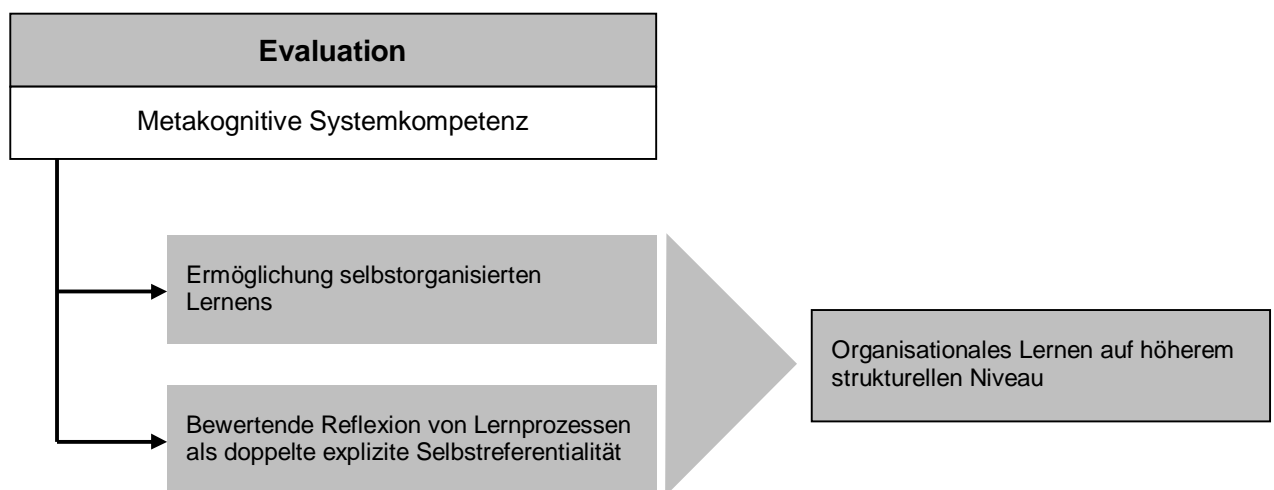 Evaluation
Metakognitive Systemkompetenz
Ermöglichung selbstorganisierten
Lernens
Bewertende Reflexion von Lernprozessen
als doppelte explizite Selbstreferentialität
Organisationales Lernen auf höherem
strukturellen Niveau